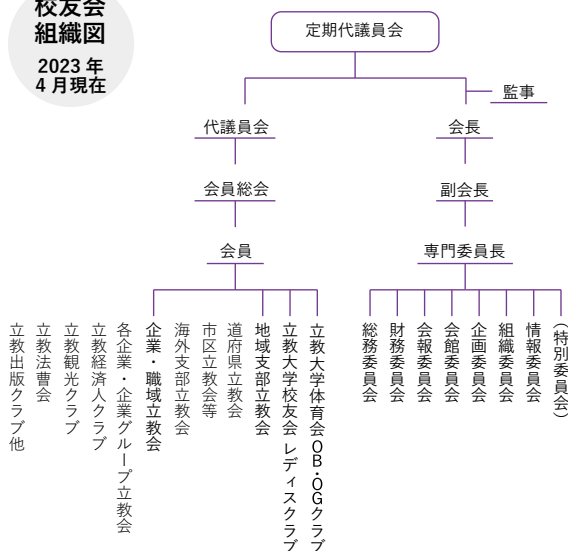 校友会
組織図
2023 年
4 月現在
定期代議員会
監事
代議員会
会長
会員総会
副会長
会員
専門委員長
(特別委員会)
情報委員会
組織委員会
企画委員会
会館委員会
会報委員会
財務委員会
総務委員会
立教大学体育会OB・OGクラブ
立教大学校友会 レディスクラブ
地域支部立教会
道府県立教会
市区立教会等
海外支部立教会
企業・職域立教会
各企業・企業グループ立教会
立教経済人クラブ
立教観光クラブ
立教法曹会
立教出版クラブ他